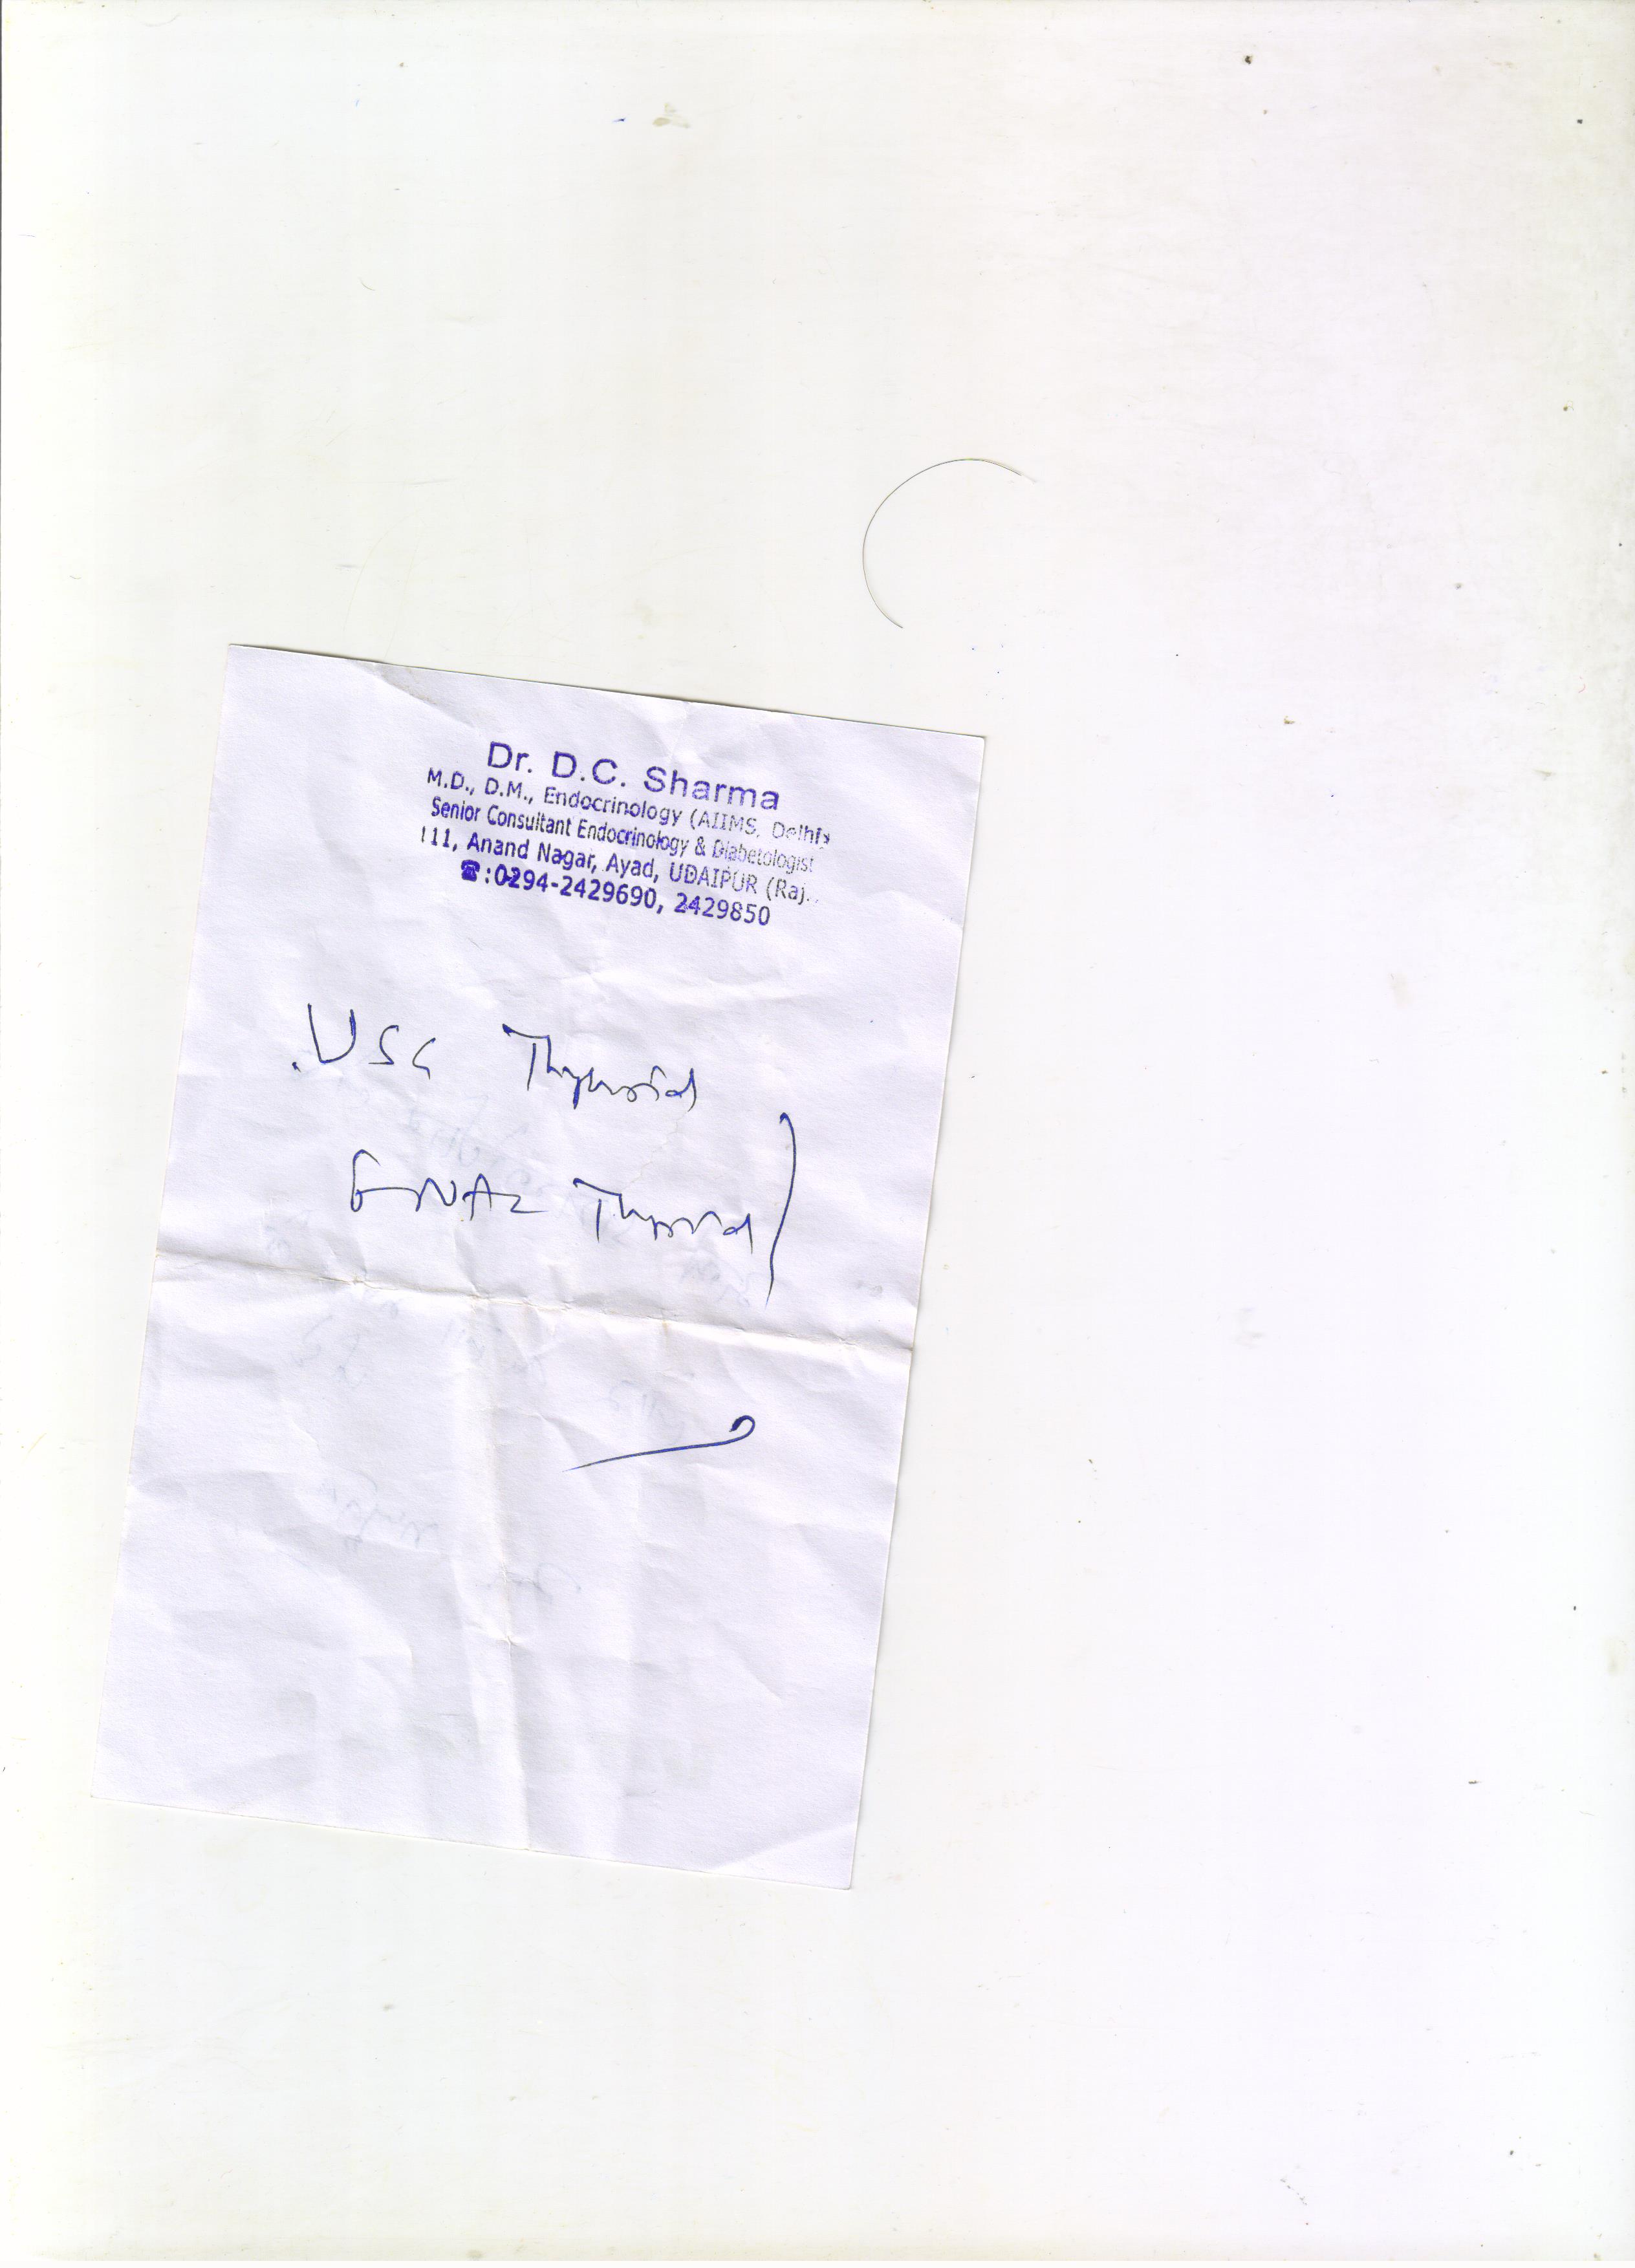 Dr. D.C. Sharma
M.D., D.M., Endocrinology (AIIMS, Delhi)
Senior Consultant Endocrinology & Diabetologist
111, Anand Nagar, Ayad, UDAIPUR (Raj.
☎:0294-2429690, 2429850
USG Thyroid
FNAC Thyroid